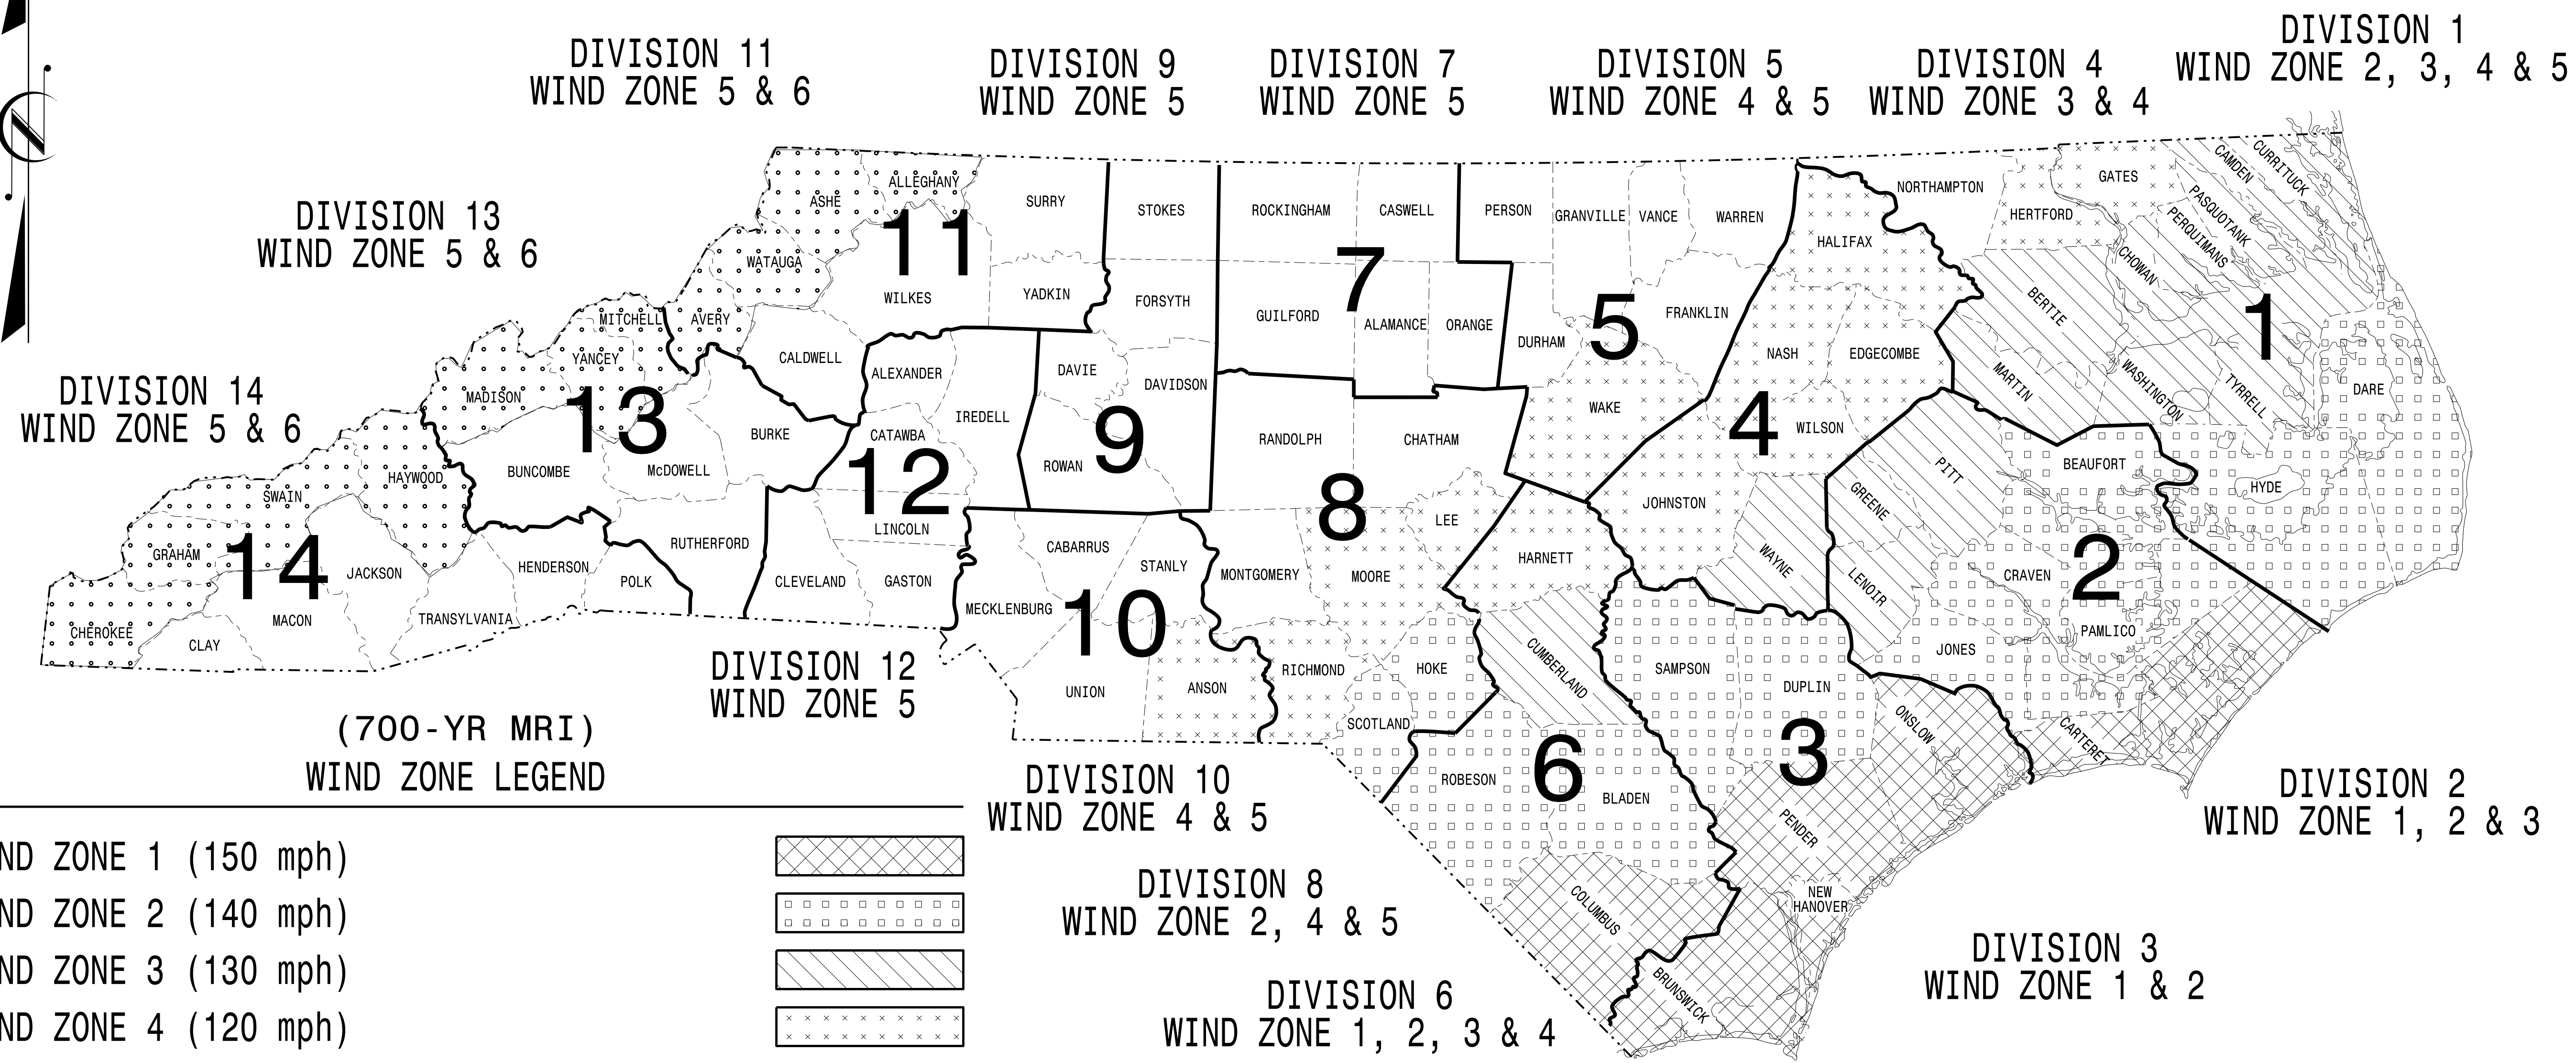 DIVISION 1
WIND ZONE 2, 3, 4 & 5
DIVISION 11
WIND ZONE 5 & 6
DIVISION 9
WIND ZONE 5
DIVISION 7
WIND ZONE 5
DIVISION 5
WIND ZONE 4 & 5
DIVISION 4
WIND ZONE 3 & 4
DIVISION 13
WIND ZONE 5 & 6
DIVISION 14
WIND ZONE 5 & 6
N
ALLEGHANY
ASHE
11
SURRY
WATAUGA
WILKES
YADKIN
MITCHELL
AVERY
CALDWELL
STOKES
FORSYTH
ROCKINGHAM
CASWELL
7
GUILFORD
ALAMANCE
ORANGE
PERSON
GRANVILLE
VANCE
WARREN
5
FRANKLIN
DURHAM
WAKE
NORTHAMPTON
HERTFORD
GATES
CAMDEN
CURRITUCK
PASQUOTANK
PERQUIMANS
CHOWAN
BERTIE
1
MARTIN
WASHINGTON
TYRRELL
DARE
HYDE
HALIFAX
NASH
EDGECOMBE
4
WILSON
JOHNSTON
WAYNE
YANCEY
MADISON
13
BURKE
BUNCOMBE
McDOWELL
RUTHERFORD
POLK
ALEXANDER
IREDELL
CATAWBA
12
LINCOLN
CLEVELAND
GASTON
DAVIE
DAVIDSON
9
ROWAN
RANDOLPH
CHATHAM
8
LEE
MONTGOMERY
MOORE
RICHMOND
HOKE
SCOTLAND
HAYWOOD
SWAIN
GRAHAM
14
JACKSON
HENDERSON
CHEROKEE
CLAY
MACON
TRANSYLVANIA
CABARRUS
STANLY
MECKLENBURG
10
UNION
ANSON
HARNETT
CUMBERLAND
6
ROBESON
BLADEN
COLUMBUS
SAMPSON
DUPLIN
3
ONSLOW
PENDER
NEW
HANOVER
BRUNSWICK
PITT
GREENE
LENOIR
BEAUFORT
2
CRAVEN
PAMLICO
JONES
CARTERET
DIVISION 12
WIND ZONE 5
DIVISION 10
WIND ZONE 4 & 5
DIVISION 8
WIND ZONE 2, 4 & 5
DIVISION 6
WIND ZONE 1, 2, 3 & 4
DIVISION 2
WIND ZONE 1, 2 & 3
DIVISION 3
WIND ZONE 1 & 2
(700-YR MRI)
WIND ZONE LEGEND
ND ZONE 1 (150 mph)
ND ZONE 2 (140 mph)
ND ZONE 3 (130 mph)
ND ZONE 4 (120 mph)